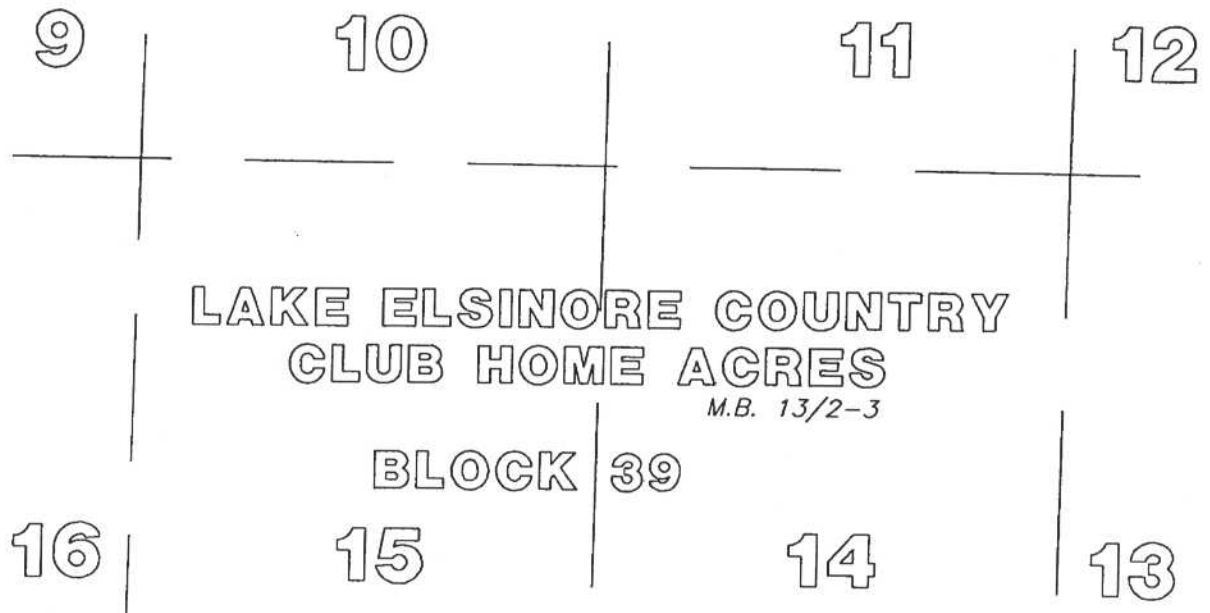 9 10 11 12
LAKE ELSINORE COUNTRY
CLUB HOME ACRES
M.B. 13/2-3
BLOCK 39
16 15 14 13